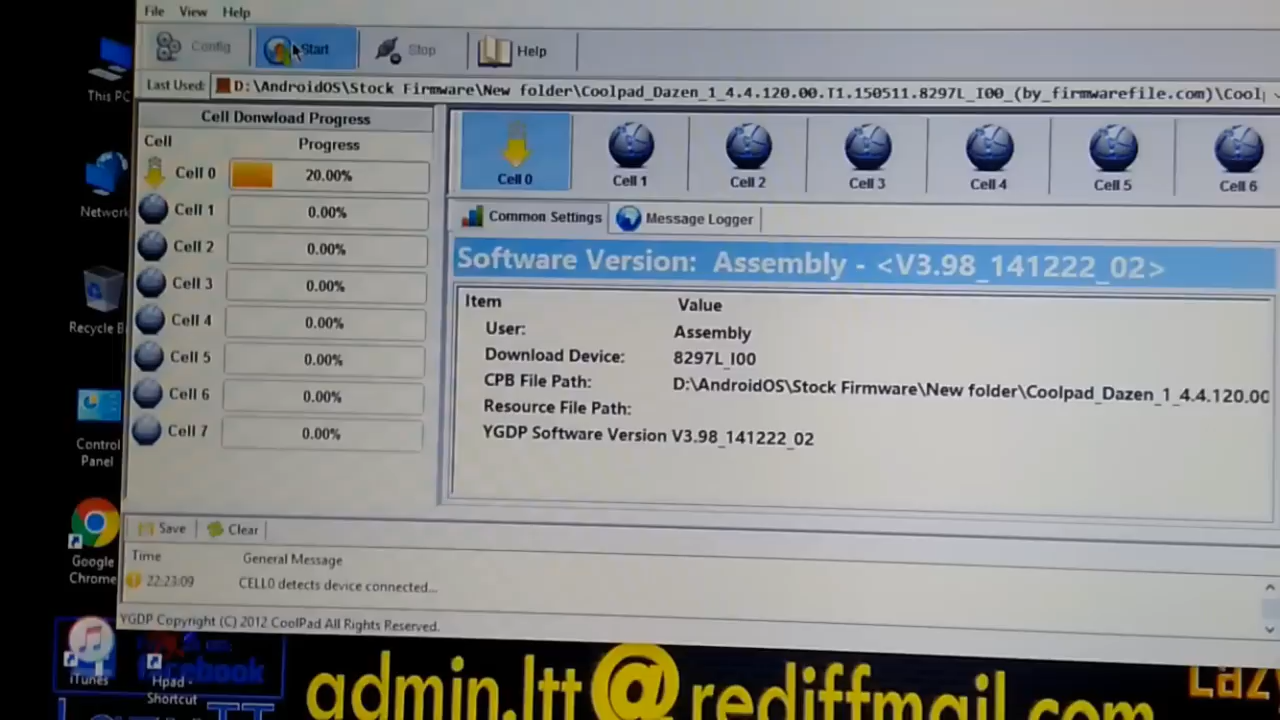 File View Help
Config Start Stop Help
Last Used: D:\AndroidOS\Stock Firmware\New folder\Coolpad_Dazen_1_4.4.120.00.T1.150511.8297L_I00_(by_firmwarefile.com)\Cool
Cell Donwload Progress
Cell Progress
Cell 0 20.00%
Cell 1 0.00%
Cell 2 0.00%
Cell 3 0.00%
Cell 4 0.00%
Cell 5 0.00%
Cell 6 0.00%
Cell 7 0.00%
Cell 0 Cell 1 Cell 2 Cell 3 Cell 4 Cell 5 Cell 6
Common Settings Message Logger
Software Version: Assembly - <V3.98_141222_02>
Item Value
User: Assembly
Download Device: 8297L_I00
CPB File Path: D:\AndroidOS\Stock Firmware\New folder\Coolpad_Dazen_1_4.4.120.00
Resource File Path:
YGDP Software Version V3.98_141222_02
Save Clear
Time General Message
22:23:09 CELL0 detects device connected...
YGDP Copyright (C) 2012 CoolPad All Rights Reserved.
This PC
Network
Recycle B
Control
Panel
Google
Chrome
iTunes
Hpad -
Shortcut
facebook
admin.ltt@rediffmail.com
Lazy